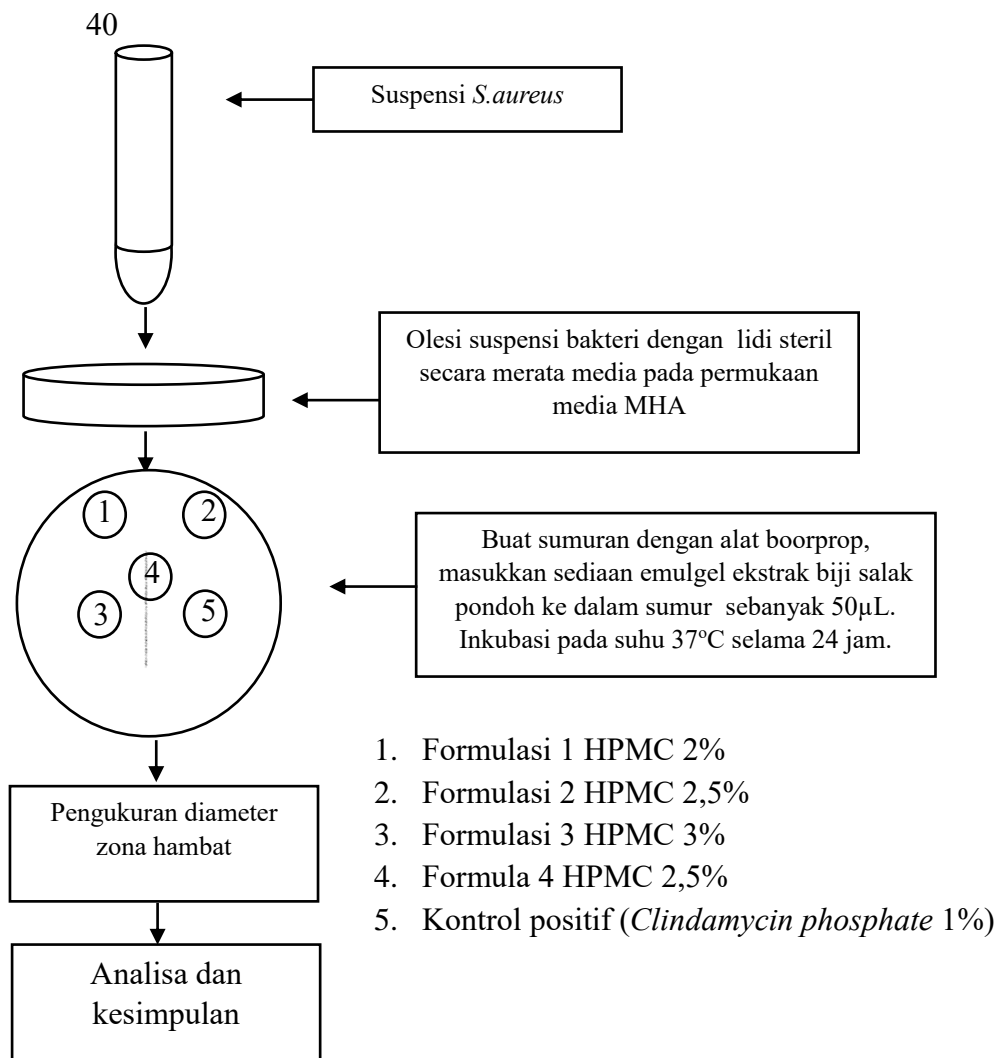 40
Suspensi S.aureus
Olesi suspensi bakteri dengan lidi steril
secara merata media pada permukaan
media MHA
1
2
4
3
5
Buat sumuran dengan alat boorprop,
masukkan sediaan emulgel ekstrak biji salak
pondoh ke dalam sumur sebanyak 50µL.
Inkubasi pada suhu 37ºC selama 24 jam.
1. Formulasi 1 HPMC 2%
2. Formulasi 2 HPMC 2,5%
3. Formulasi 3 HPMC 3%
4. Formula 4 HPMC 2,5%
5. Kontrol positif (Clindamycin phosphate 1%)
Pengukuran diameter
zona hambat
Analisa dan
kesimpulan